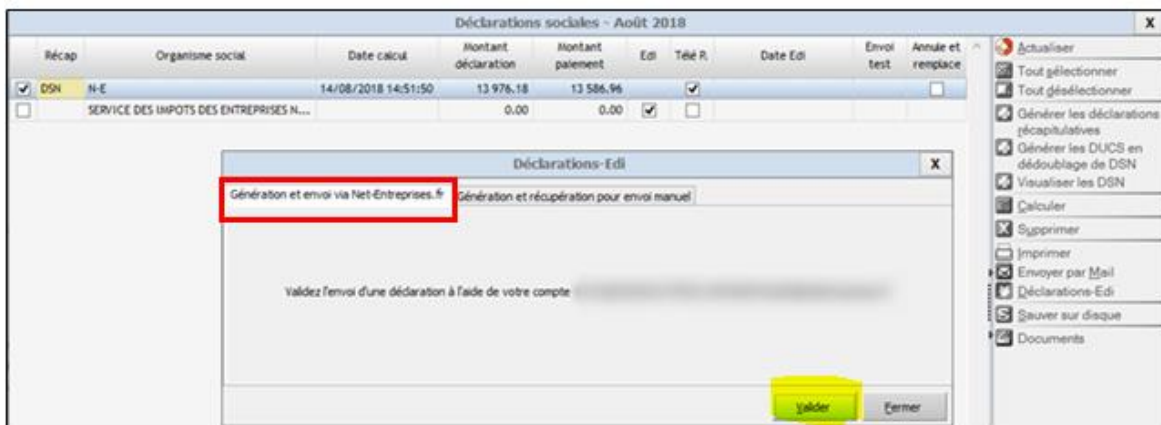 Déclarations sociales - Août 2018 X
Récap Organisme social Date calcul Montant déclaration Montant paiement Edi Télé R. Date Edi Envoi test Annule et remplace
DSN N-E 14/08/2018 14:51:50 13 976.18 13 586.96
SERVICE DES IMPOTS DES ENTREPRISES N... 0.00 0.00
Déclarations-Edi X
Génération et envoi via Net-Entreprises.fr Génération et récupération pour envoi manuel
Validez l'envoi d'une déclaration à l'aide de votre compte
Valider Fermer
Actualiser
Tout sélectionner
Tout désélectionner
Générer les déclarations
récapitulatives
Générer les DUCS en
dédoublage de DSN
Visualiser les DSN
Calculer
Supprimer
Imprimer
Envoyer par Mail
Déclarations-Edi
Sauver sur disque
Documents